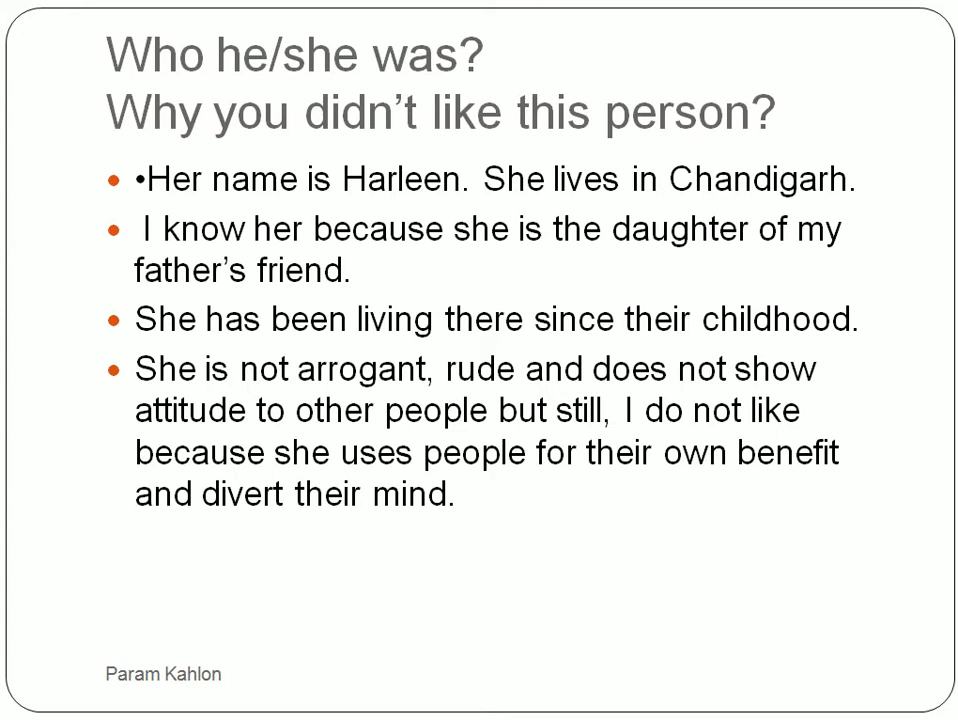 Who he/she was?
Why you didn't like this person?
• •Her name is Harleen. She lives in Chandigarh.
• I know her because she is the daughter of my
father's friend.
• She has been living there since their childhood.
• She is not arrogant, rude and does not show
attitude to other people but still, I do not like
because she uses people for their own benefit
and divert their mind.
Param Kahlon